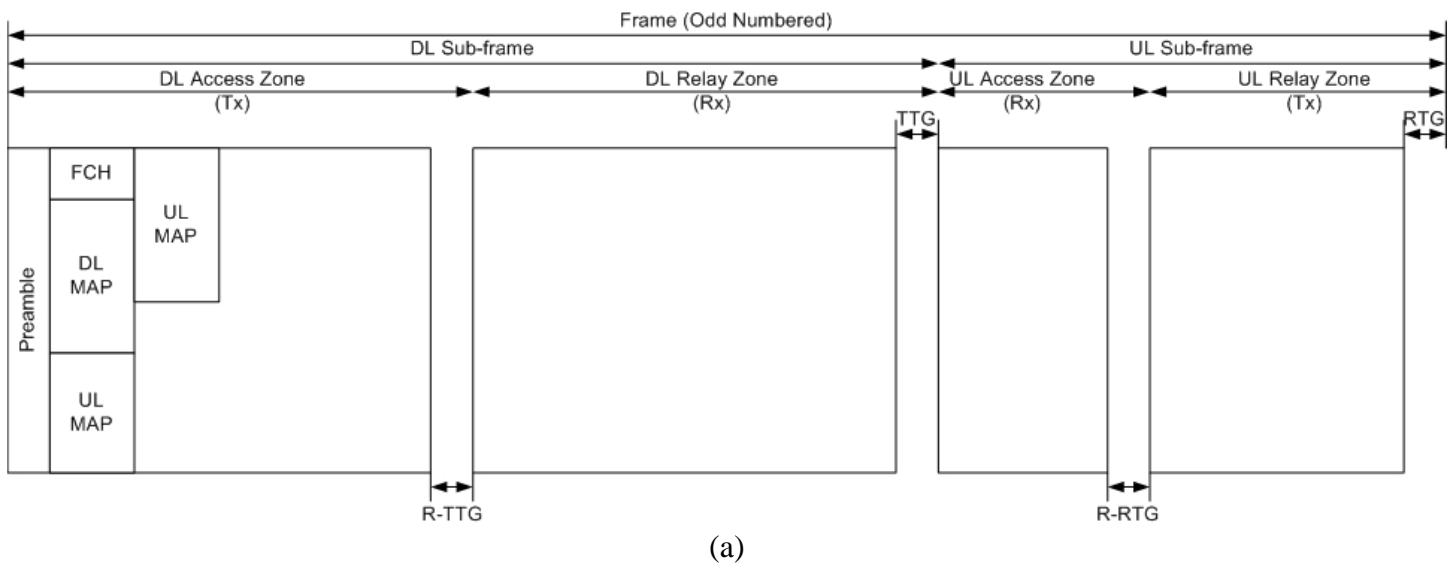 Frame (Odd Numbered)
DL Sub-frame
UL Sub-frame
DL Access Zone
(Tx)
DL Relay Zone
(Rx)
UL Access Zone
(Rx)
UL Relay Zone
(Tx)
TTG
RTG
Preamble
FCH
DL
MAP
UL
MAP
UL
MAP
R-TTG
R-RTG
(a)